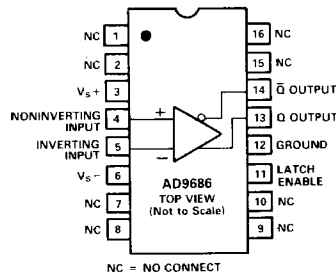 NC 1
NC 2
Vs+ 3
NONINVERTING INPUT 4
INVERTING INPUT 5
Vs− 6
NC 7
NC 8
+
−
AD9686
TOP VIEW
(Not to Scale)
16 NC
15 NC
14 Q̅ OUTPUT
13 Q OUTPUT
12 GROUND
11 LATCH ENABLE
10 NC
9 NC
NC = NO CONNECT